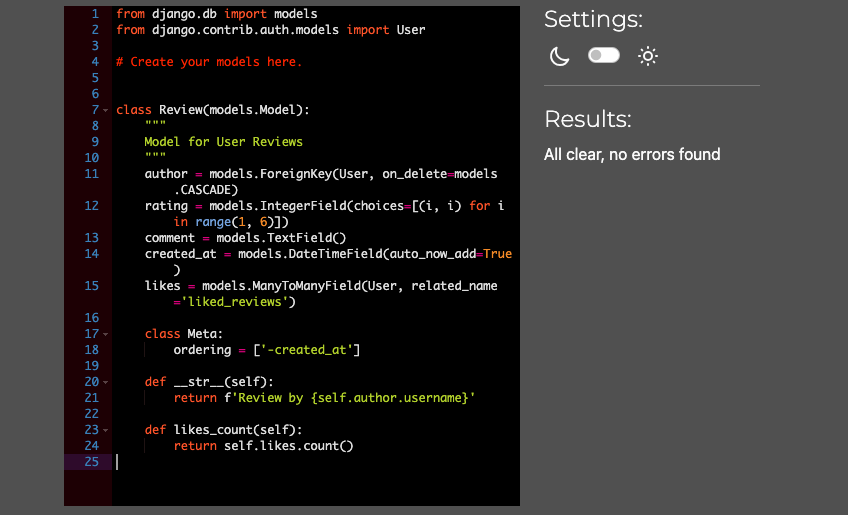 1 from django.db import models
2 from django.contrib.auth.models import User
3
4 # Create your models here.
5
6
7 class Review(models.Model):
8 """
9 Model for User Reviews
10 """
11 author = models.ForeignKey(User, on_delete=models
.CASCADE)
12 rating = models.IntegerField(choices=[(i, i) for i
in range(1, 6)])
13 comment = models.TextField()
14 created_at = models.DateTimeField(auto_now_add=True
)
15 likes = models.ManyToManyField(User, related_name
='liked_reviews')
16
17 class Meta:
18 ordering = ['-created_at']
19
20 def __str__(self):
21 return f'Review by {self.author.username}'
22
23 def likes_count(self):
24 return self.likes.count()
25
Settings:
Results:
All clear, no errors found